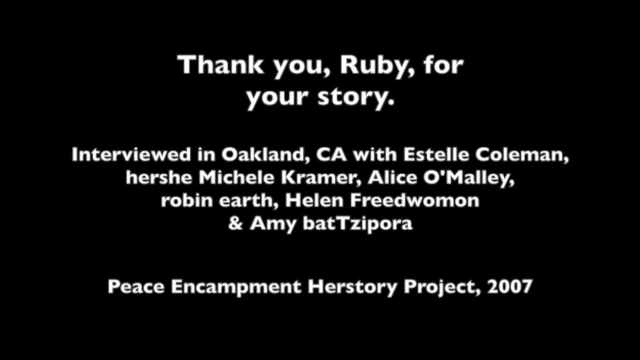 Thank you, Ruby, for
your story.
Interviewed in Oakland, CA with Estelle Coleman,
hershe Michele Kramer, Alice O'Malley,
robin earth, Helen Freedwomon
& Amy batTzipora
Peace Encampment Herstory Project, 2007